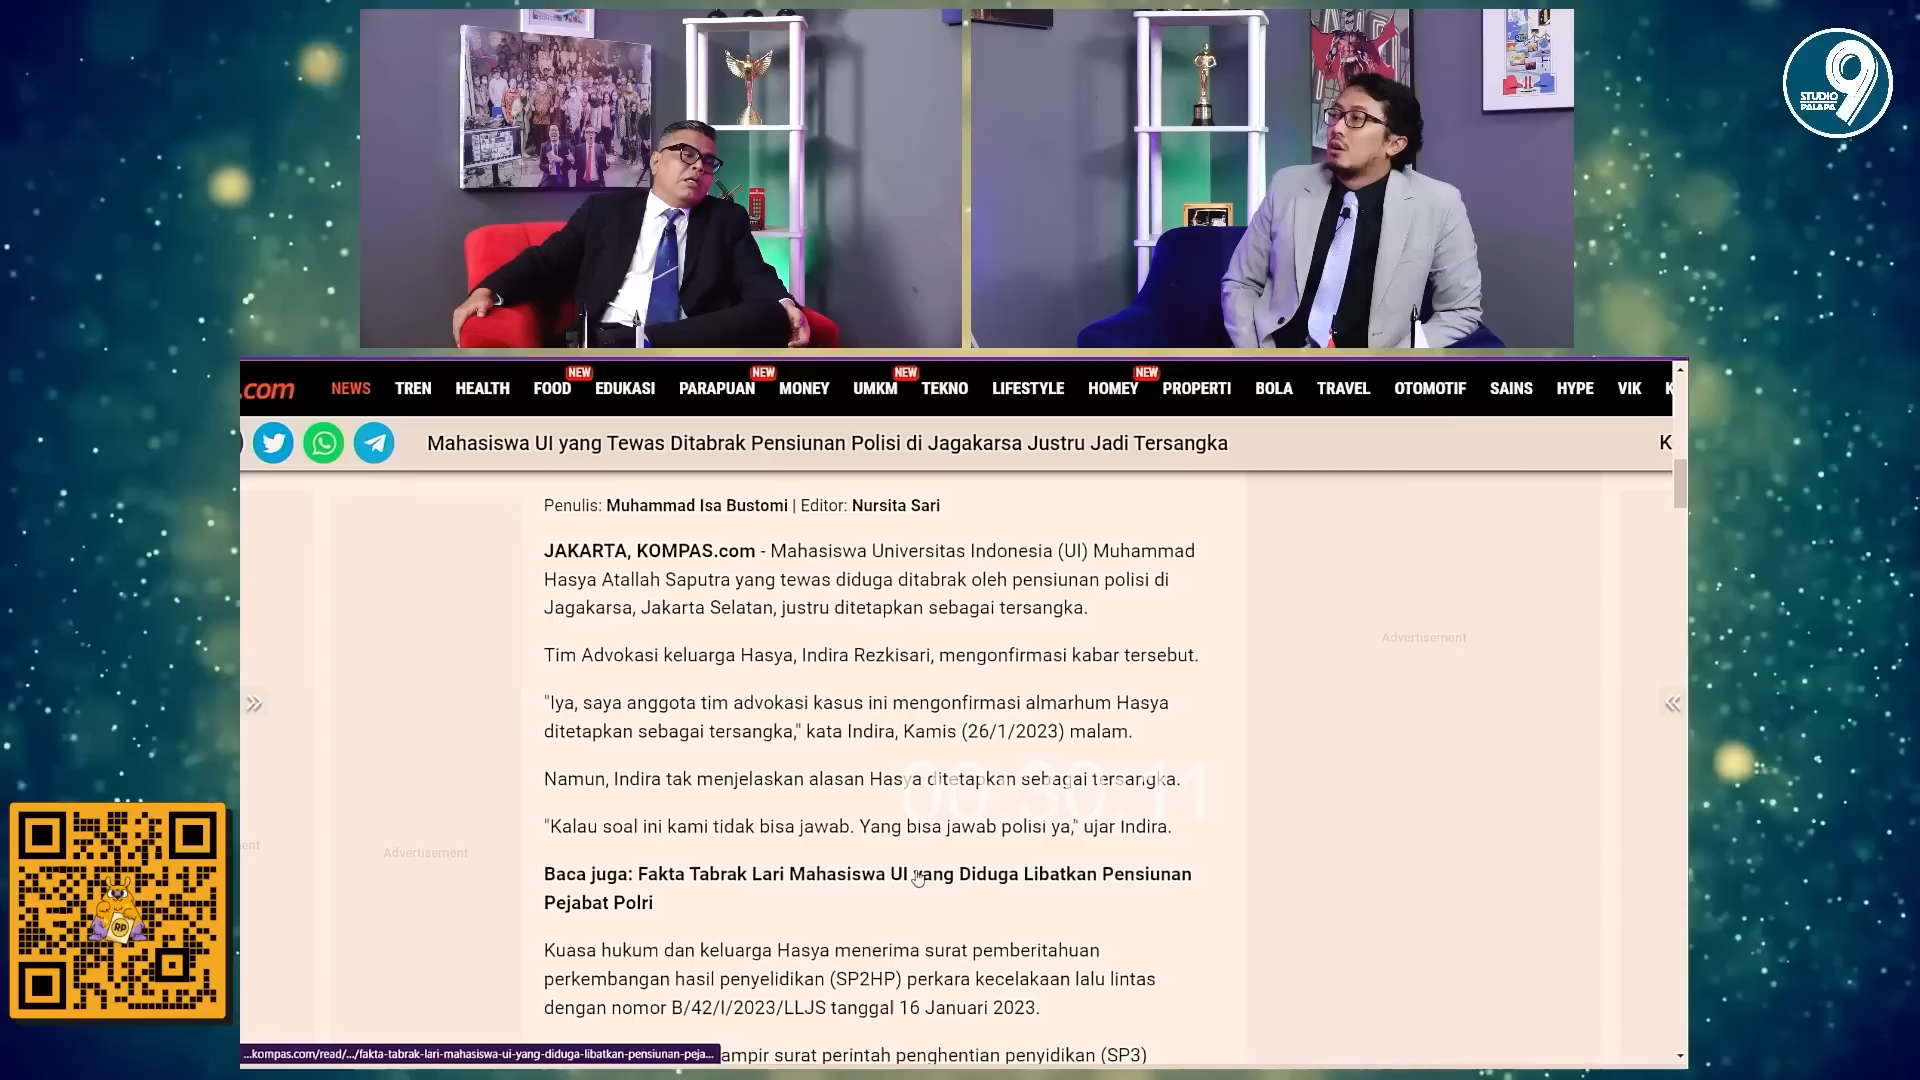 STUDIO
PALAPA
9
.com NEWS TREN HEALTH FOOD NEW EDUKASI PARAPUAN NEW MONEY UMKM NEW TEKNO LIFESTYLE HOMEY NEW PROPERTI BOLA TRAVEL OTOMOTIF SAINS HYPE VIK K
Mahasiswa UI yang Tewas Ditabrak Pensiunan Polisi di Jagakarsa Justru Jadi Tersangka K
Penulis: Muhammad Isa Bustomi | Editor: Nursita Sari
JAKARTA, KOMPAS.com - Mahasiswa Universitas Indonesia (UI) Muhammad
Hasya Atallah Saputra yang tewas diduga ditabrak oleh pensiunan polisi di
Jagakarsa, Jakarta Selatan, justru ditetapkan sebagai tersangka.
Advertisement
Tim Advokasi keluarga Hasya, Indira Rezkisari, mengonfirmasi kabar tersebut.
"Iya, saya anggota tim advokasi kasus ini mengonfirmasi almarhum Hasya
ditetapkan sebagai tersangka," kata Indira, Kamis (26/1/2023) malam.
Namun, Indira tak menjelaskan alasan Hasya ditetapkan sebagai tersangka.
00:30:11
"Kalau soal ini kami tidak bisa jawab. Yang bisa jawab polisi ya," ujar Indira.
ent
Advertisement
Baca juga: Fakta Tabrak Lari Mahasiswa UI yang Diduga Libatkan Pensiunan
Pejabat Polri
RP
Kuasa hukum dan keluarga Hasya menerima surat pemberitahuan
perkembangan hasil penyelidikan (SP2HP) perkara kecelakaan lalu lintas
dengan nomor B/42/I/2023/LLJS tanggal 16 Januari 2023.
...kompas.com/read/.../fakta-tabrak-lari-mahasiswa-ui-yang-diduga-libatkan-pensiunan-peja...
ampir surat perintah penghentian penyidikan (SP3)